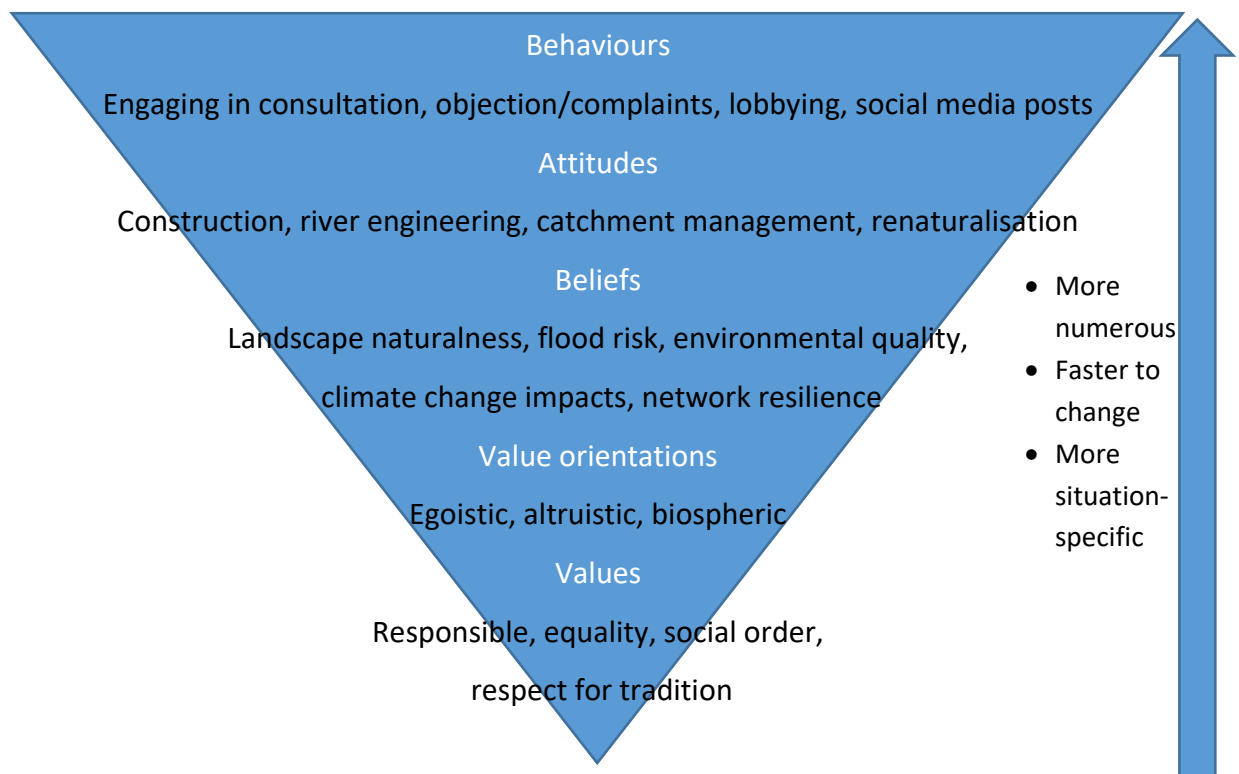 Behaviours
Engaging in consultation, objection/complaints, lobbying, social media posts
Attitudes
Construction, river engineering, catchment management, renaturalisation
Beliefs
Landscape naturalness, flood risk, environmental quality,
climate change impacts, network resilience
Value orientations
Egoistic, altruistic, biospheric
Values
Responsible, equality, social order,
respect for tradition
• More
numerous
• Faster to
change
• More
situation-
specific